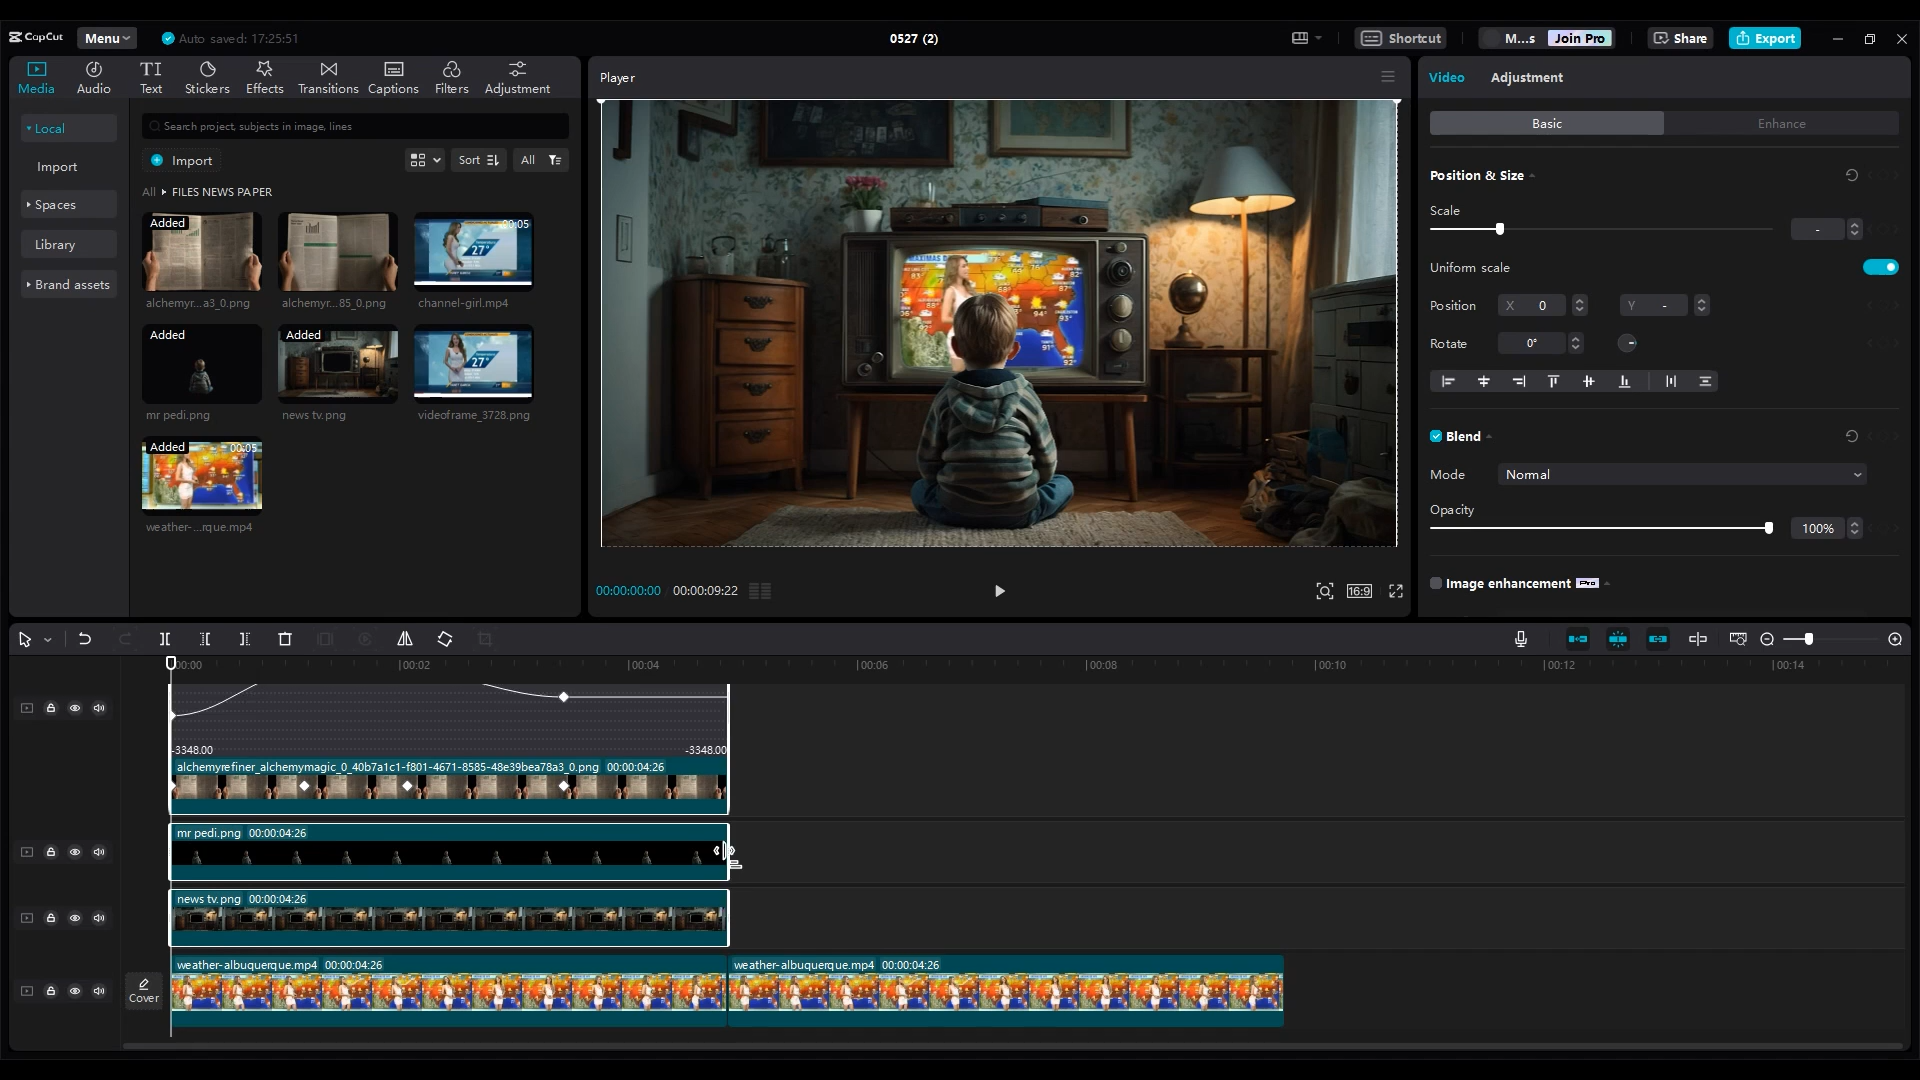 CapCut
Menu
Auto saved: 17:25:51
0527 (2)
Shortcut
M...s
Join Pro
Share
Export
Media
Audio
Text
Stickers
Effects
Transitions
Captions
Filters
Adjustment
Local
Import
Spaces
Library
Brand assets
Search project, subjects in image, lines
Import
Sort
All
All
FILES NEWS PAPER
Added
alchemyr...a3_0.png
alchemyr...85_0.png
00:05
27°
channel-girl.mp4
Added
mr pedi.png
Added
news tv.png
27°
videoframe_3728.png
Added
00:05
weather-...rque.mp4
Player
00:00:00:00
00:00:09:22
16:9
Video
Adjustment
Basic
Enhance
Position & Size
Scale
-
Uniform scale
Position
X 0
Y -
Rotate
0°
Blend
Mode
Normal
Opacity
100%
Image enhancement
Pro
00:00
00:02
00:04
00:06
00:08
00:10
00:12
00:14
-3348.00
-3348.00
alchemyrefiner_alchemymagic_0_40b7a1c1-f801-4671-8585-48e39bea78a3_0.png 00:00:04:26
mr pedi.png 00:00:04:26
news tv.png 00:00:04:26
Cover
weather-albuquerque.mp4 00:00:04:26
weather-albuquerque.mp4 00:00:04:26